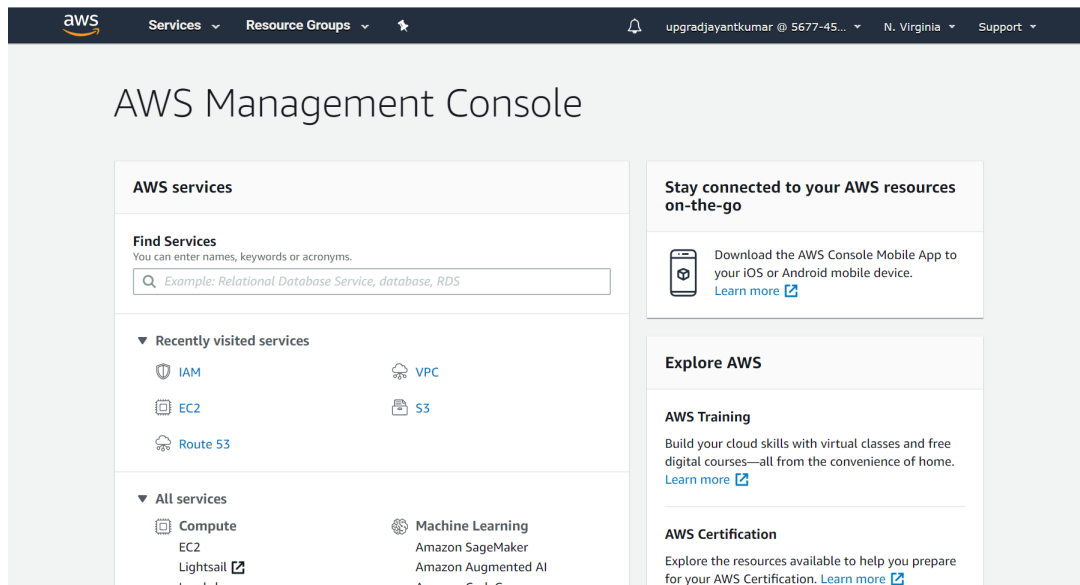 aws Services Resource Groups upgradjayantkumar @ 5677-45... N. Virginia Support
AWS Management Console
AWS services
Find Services
You can enter names, keywords or acronyms.
Example: Relational Database Service, database, RDS
Recently visited services
IAM VPC
EC2 S3
Route 53
All services
Compute Machine Learning
EC2 Amazon SageMaker
Lightsail Amazon Augmented AI
Stay connected to your AWS resources
on-the-go
Download the AWS Console Mobile App to
your iOS or Android mobile device.
Learn more
Explore AWS
AWS Training
Build your cloud skills with virtual classes and free
digital courses—all from the convenience of home.
Learn more
AWS Certification
Explore the resources available to help you prepare
for your AWS Certification. Learn more